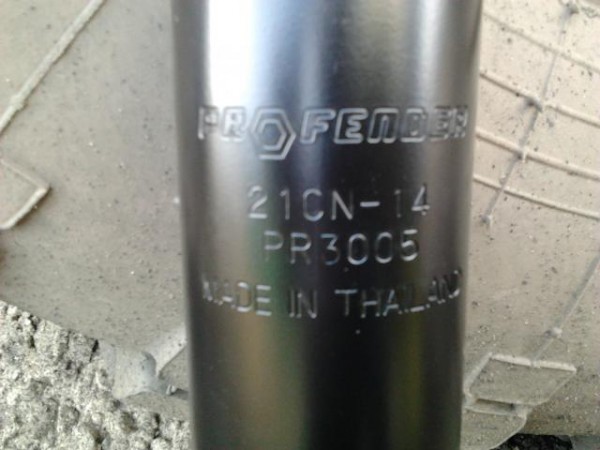 PROFENDER
21CN-14
PR3005
MADE IN THAILAND